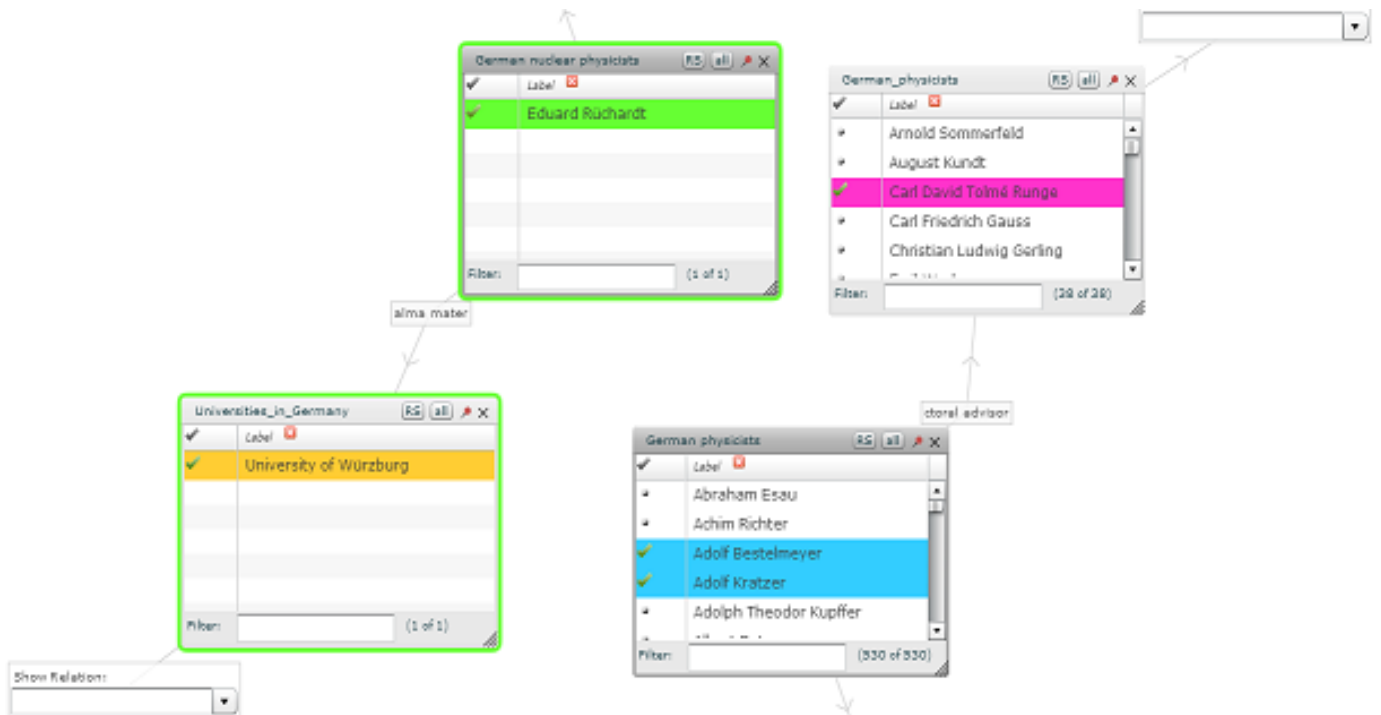 German nuclear physicists RS all
Label
Eduard Rüchardt
Filter: (1 of 1)
German_physicists RS all
Label
Arnold Sommerfeld
August Kundt
Carl David Tolmé Runge
Carl Friedrich Gauss
Christian Ludwig Gerling
Filter: (38 of 38)
alma mater
Universities_in_Germany RS all
Label
University of Würzburg
Filter: (1 of 1)
Show Relation:
ctoral advisor
German physicists RS all
Label
Abraham Esau
Achim Richter
Adolf Bestelmeyer
Adolf Kratzer
Adolph Theodor Kupffer
Filter: (530 of 530)